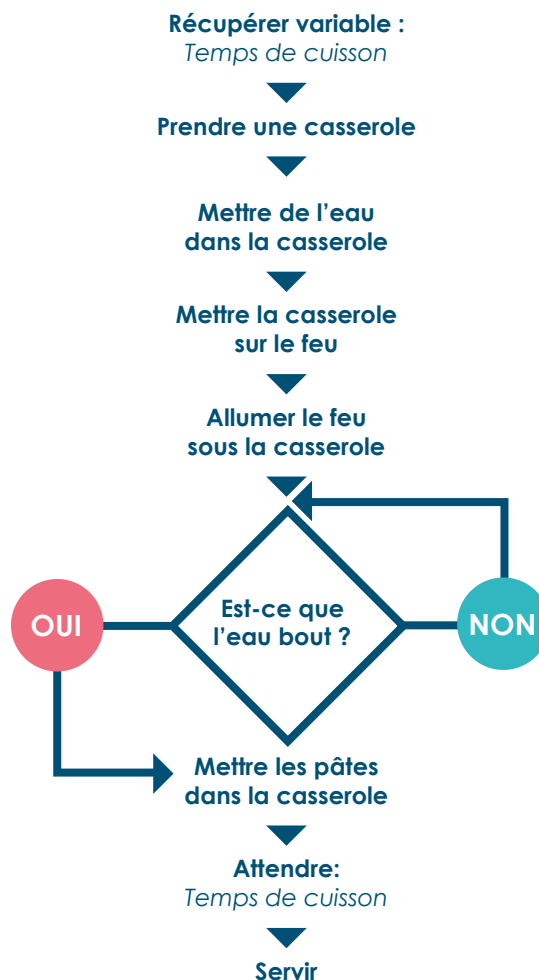 Récupérer variable :
Temps de cuisson
Prendre une casserole
Mettre de l’eau
dans la casserole
Mettre la casserole
sur le feu
Allumer le feu
sous la casserole
Est-ce que
l’eau bout ?
OUI
NON
Mettre les pâtes
dans la casserole
Attendre:
Temps de cuisson
Servir